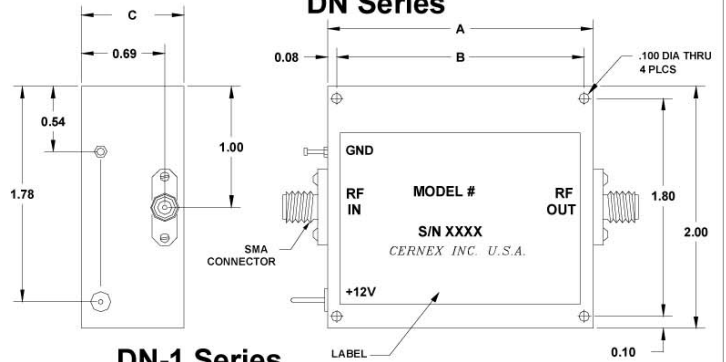 DN Series
C
A
0.69
0.08
B
.100 DIA THRU
4 PLCS
0.54
1.00
1.78
GND
RF
IN
MODEL #
RF
OUT
S/N XXXX
CERNEX INC. U.S.A.
1.80
2.00
SMA
CONNECTOR
+12V
LABEL
0.10
DN-1 Series